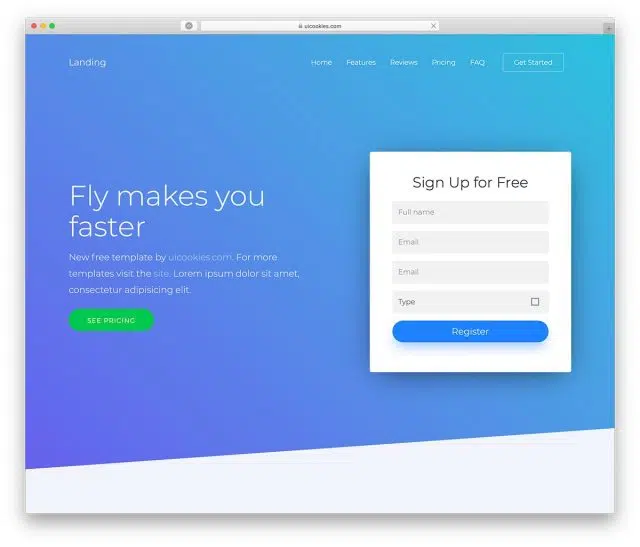 uicookies.com
Landing
Home Features Reviews Pricing FAQ Get Started
Fly makes you
faster
New free template by uicookies.com. For more
templates visit the site. Lorem ipsum dolor sit amet,
consectetur adipisicing elit.
SEE PRICING
Sign Up for Free
Full name
Email
Email
Type
Register